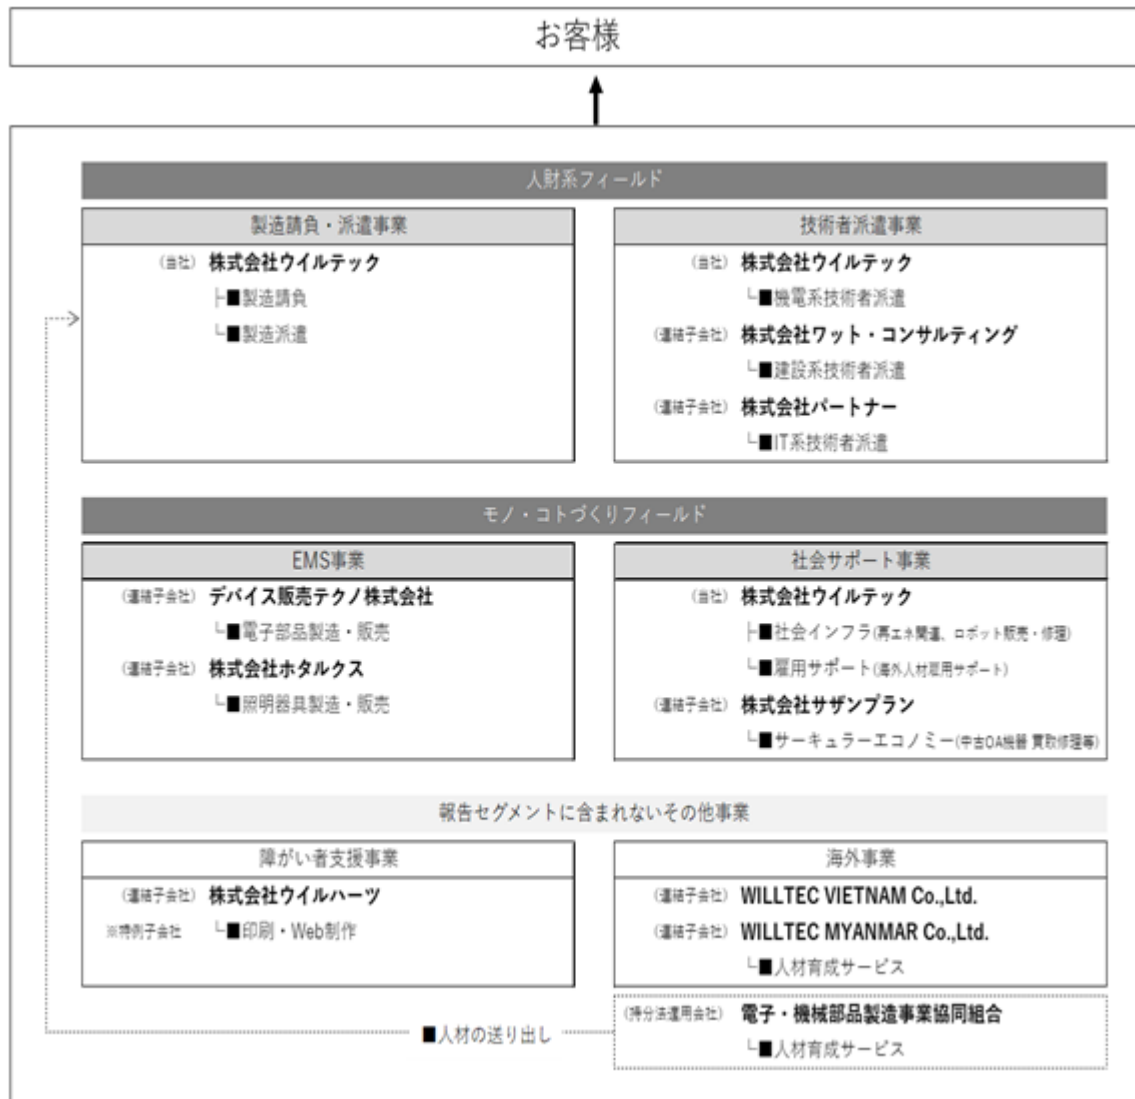 お客様
人財系フィールド
製造請負・派遣事業
(当社) 株式会社ウイルテック
├■製造請負
└■製造派遣
技術者派遣事業
(当社) 株式会社ウイルテック
└■機電系技術者派遣
(連結子会社) 株式会社ワット・コンサルティング
└■建設系技術者派遣
(連結子会社) 株式会社パートナー
└■IT系技術者派遣
モノ・コトづくりフィールド
EMS事業
(連結子会社) デバイス販売テクノ株式会社
└■電子部品製造・販売
(連結子会社) 株式会社ホタルクス
└■照明器具製造・販売
社会サポート事業
(当社) 株式会社ウイルテック
├■社会インフラ(再エネ関連、ロボット販売・修理)
└■雇用サポート(海外人材雇用サポート)
(連結子会社) 株式会社サザンプラン
└■サーキュラーエコノミー(中古OA機器 買取修理等)
報告セグメントに含まれないその他事業
障がい者支援事業
(連結子会社) 株式会社ウイルハーツ
※特例子会社 └■印刷・Web制作
海外事業
(連結子会社) WILLTEC VIETNAM Co.,Ltd.
(連結子会社) WILLTEC MYANMAR Co.,Ltd.
└■人材育成サービス
(持分法適用会社) 電子・機械部品製造事業協同組合
└■人材育成サービス
■人材の送り出し